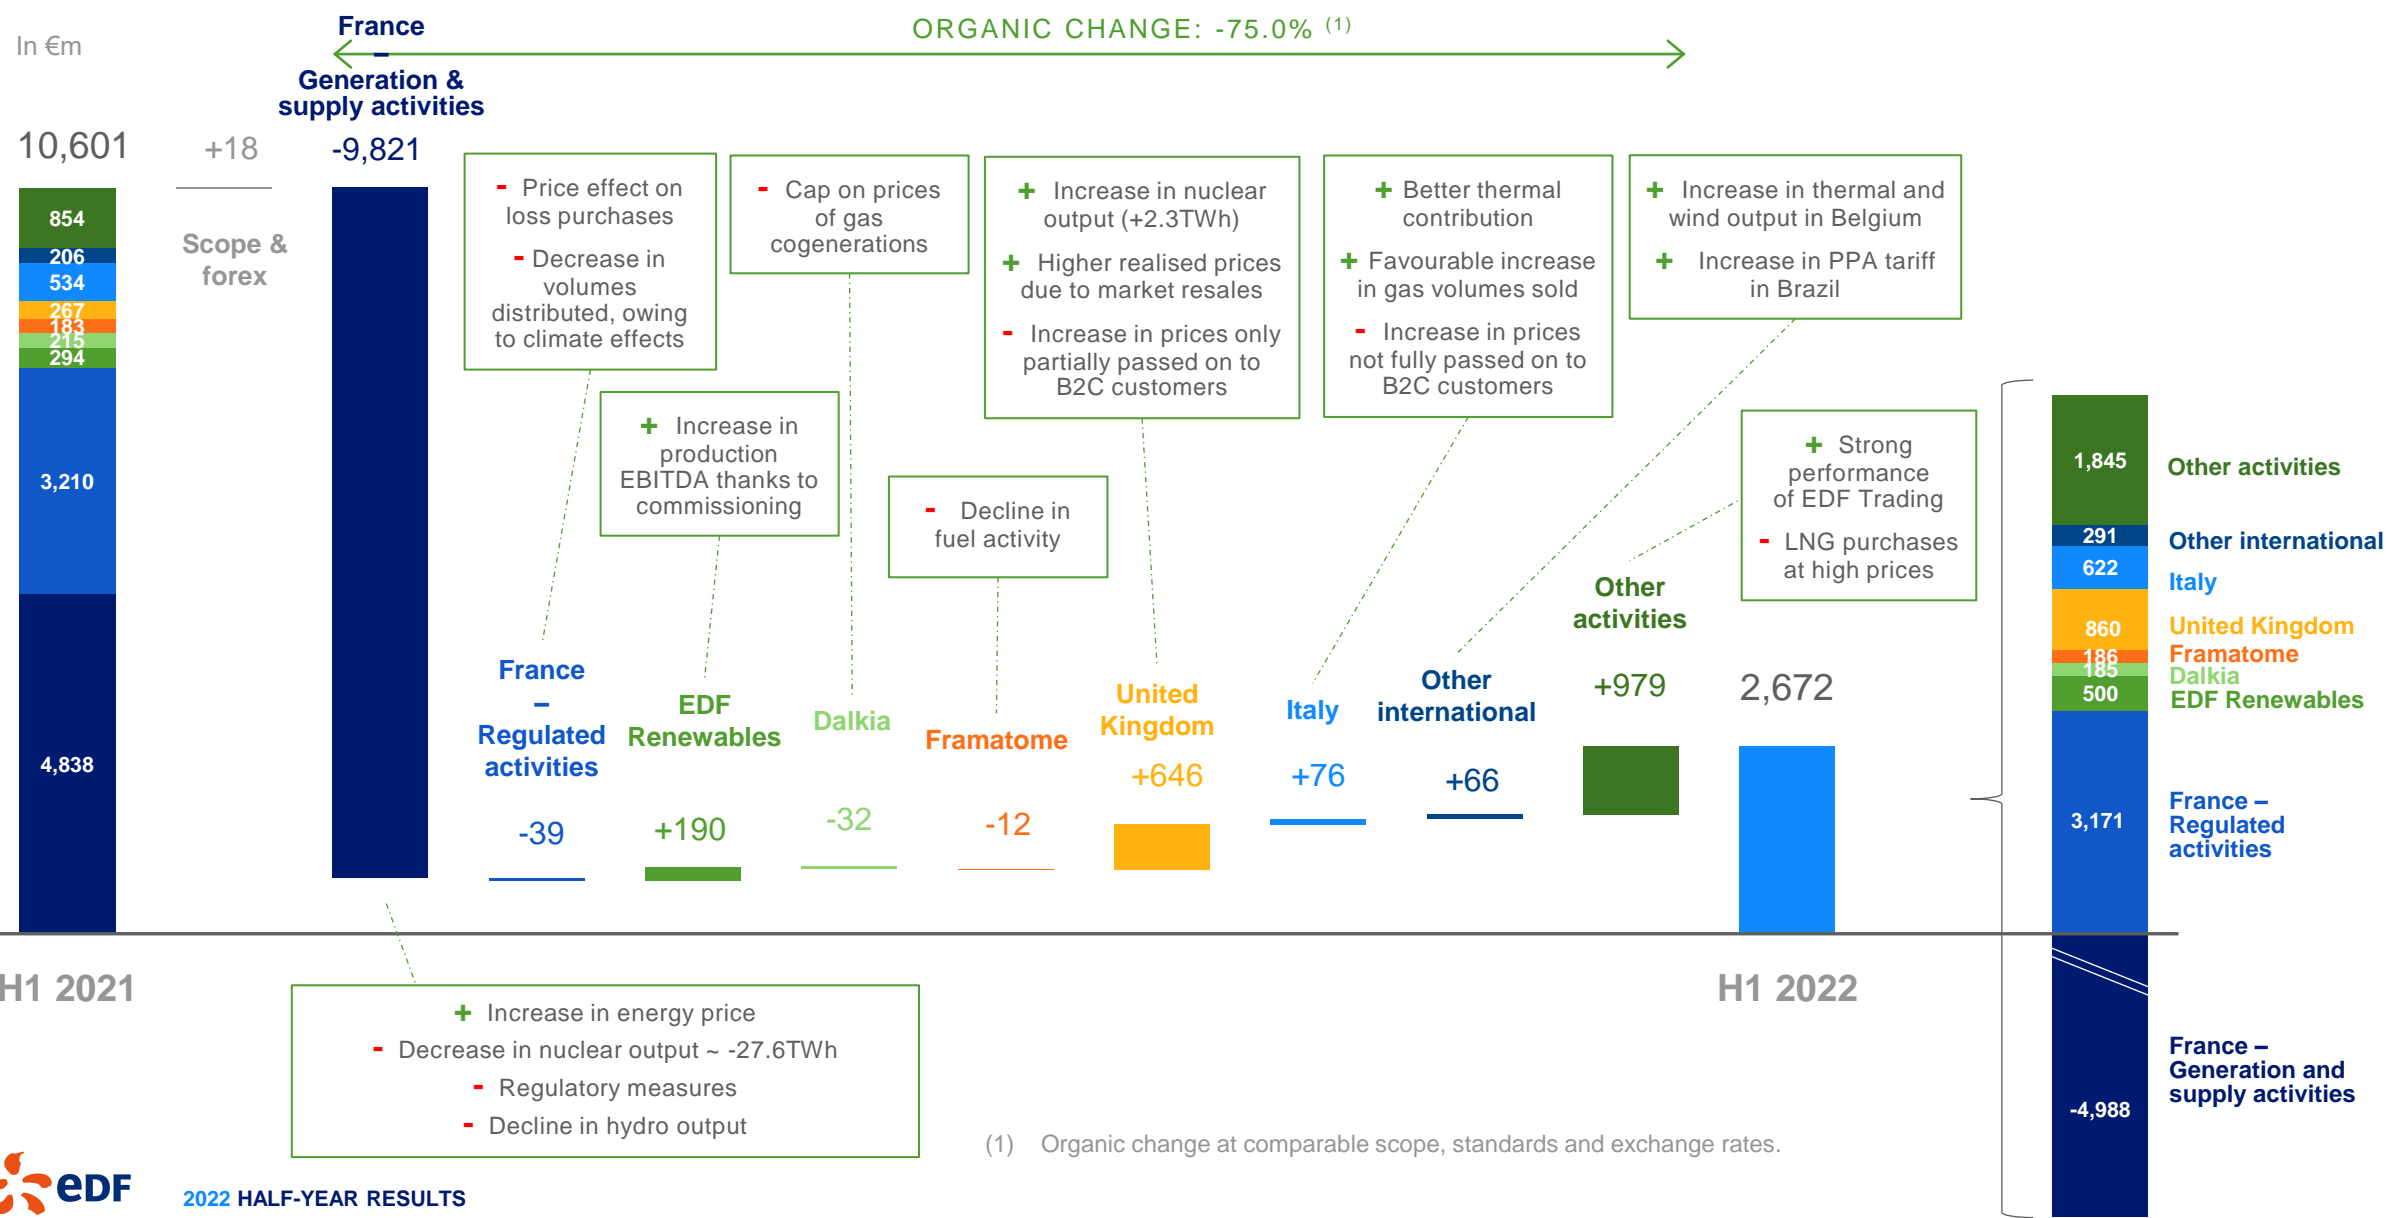 In €m
ORGANIC CHANGE: -75.0% (1)
France
–
Generation &
supply activities
10,601
+18
-9,821
Scope &
forex
854
206
534
267
183
215
294
3,210
4,838
- Price effect on
loss purchases
- Decrease in
volumes
distributed, owing
to climate effects
- Cap on prices
of gas
cogenerations
+ Increase in nuclear
output (+2.3TWh)
+ Higher realised prices
due to market resales
- Increase in prices only
partially passed on to
B2C customers
+ Better thermal
contribution
+ Favourable increase
in gas volumes sold
- Increase in prices
not fully passed on to
B2C customers
+ Increase in thermal and
wind output in Belgium
+ Increase in PPA tariff
in Brazil
+ Increase in
production
EBITDA thanks to
commissioning
- Decline in
fuel activity
+ Strong
performance
of EDF Trading
- LNG purchases
at high prices
France
–
Regulated
activities
-39
EDF
Renewables
+190
Dalkia
-32
Framatome
-12
United
Kingdom
+646
Italy
+76
Other
international
+66
Other
activities
+979
2,672
1,845
Other activities
291
Other international
622
Italy
860
United Kingdom
186
Framatome
185
Dalkia
500
EDF Renewables
3,171
France –
Regulated
activities
-4,988
France –
Generation and
supply activities
H1 2021
H1 2022
+ Increase in energy price
- Decrease in nuclear output ~ -27.6TWh
- Regulatory measures
- Decline in hydro output
(1) Organic change at comparable scope, standards and exchange rates.
eDF
2022 HALF-YEAR RESULTS